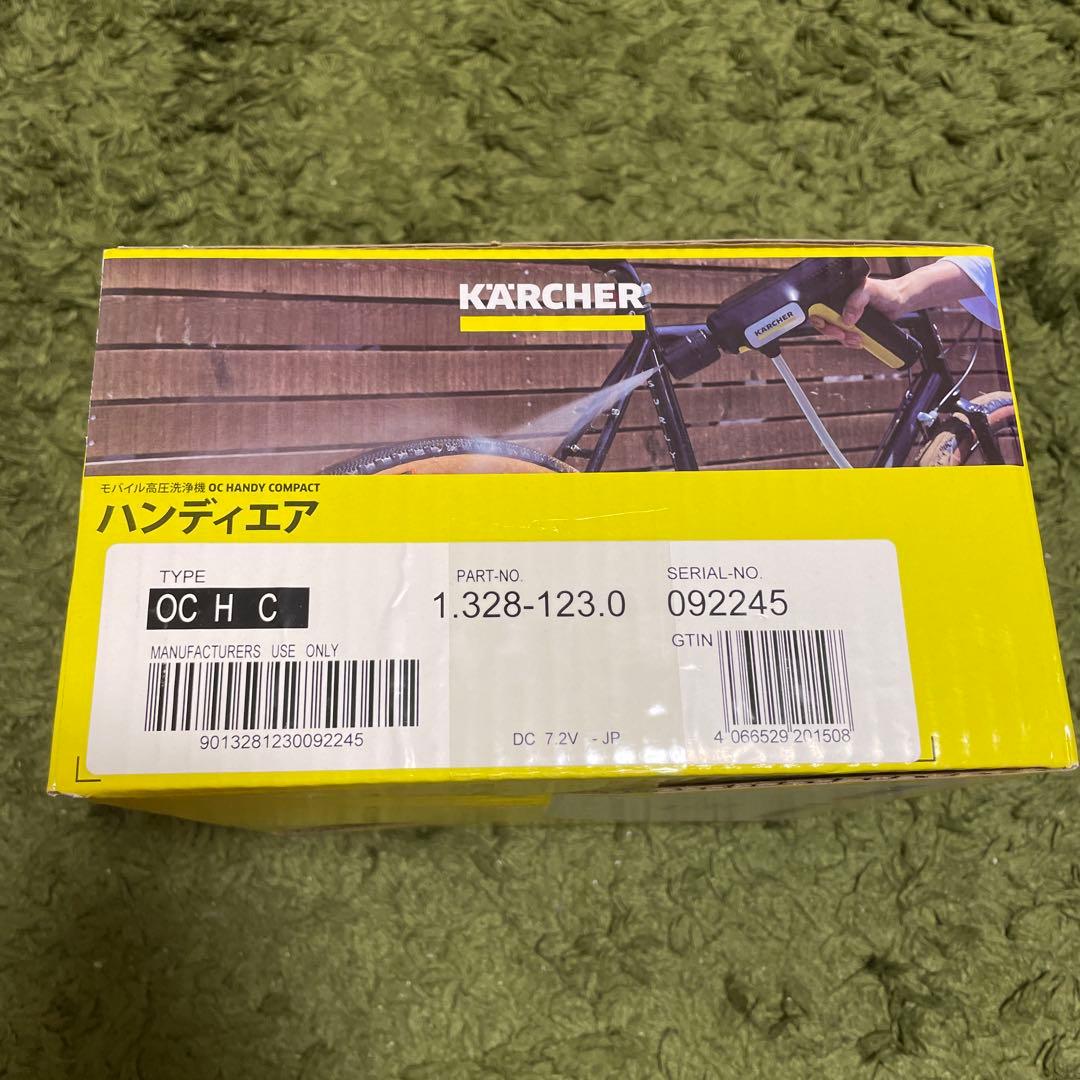 KÄRCHER
KÄRCHER
モバイル高圧洗浄機 OC HANDY COMPACT
ハンディエア
TYPE
OC H C
PART-NO.
1.328-123.0
SERIAL-NO.
092245
MANUFACTURERS USE ONLY
9013281230092245
DC 7.2V - JP
GTIN
4 066529 201508